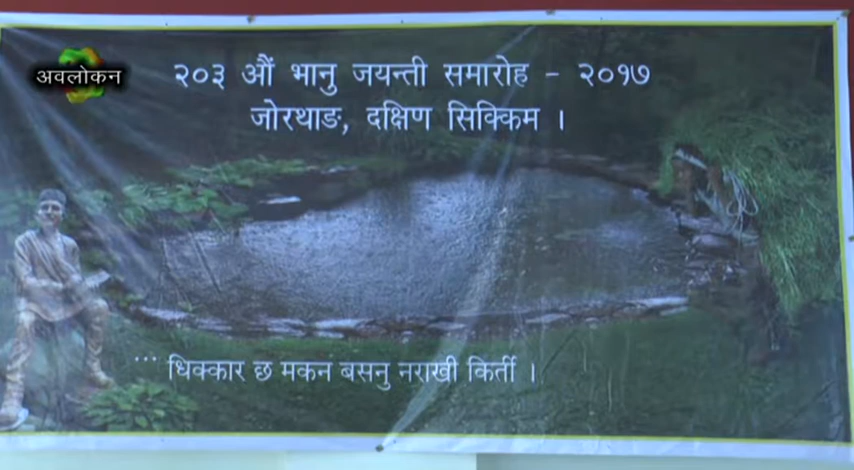 अवलोकन
२०३ औं भानु जयन्ती समारोह - २०१७
जोरथाङ, दक्षिण सिक्किम ।
... धिक्कार छ मकन बसनु नराखी किर्ती ।